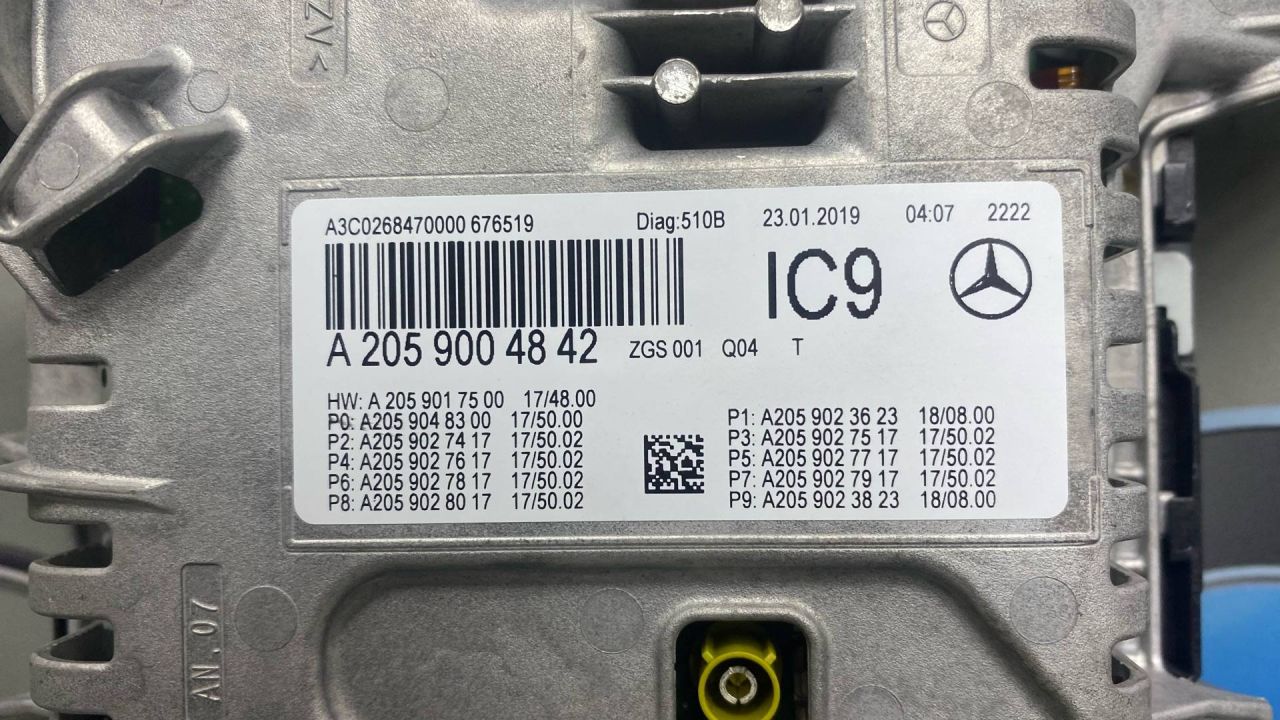 ZV<
A3C0268470000 676519 Diag:510B 23.01.2019 04:07 2222
IC9
A 205 900 48 42 ZGS 001 Q04 T
HW: A 205 901 75 00 17/48.00
P0: A205 904 83 00 17/50.00 P1: A205 902 36 23 18/08.00
P2: A205 902 74 17 17/50.02 P3: A205 902 75 17 17/50.02
P4: A205 902 76 17 17/50.02 P5: A205 902 77 17 17/50.02
P6: A205 902 78 17 17/50.02 P7: A205 902 79 17 17/50.02
P8: A205 902 80 17 17/50.02 P9: A205 902 38 23 18/08.00
AN.07